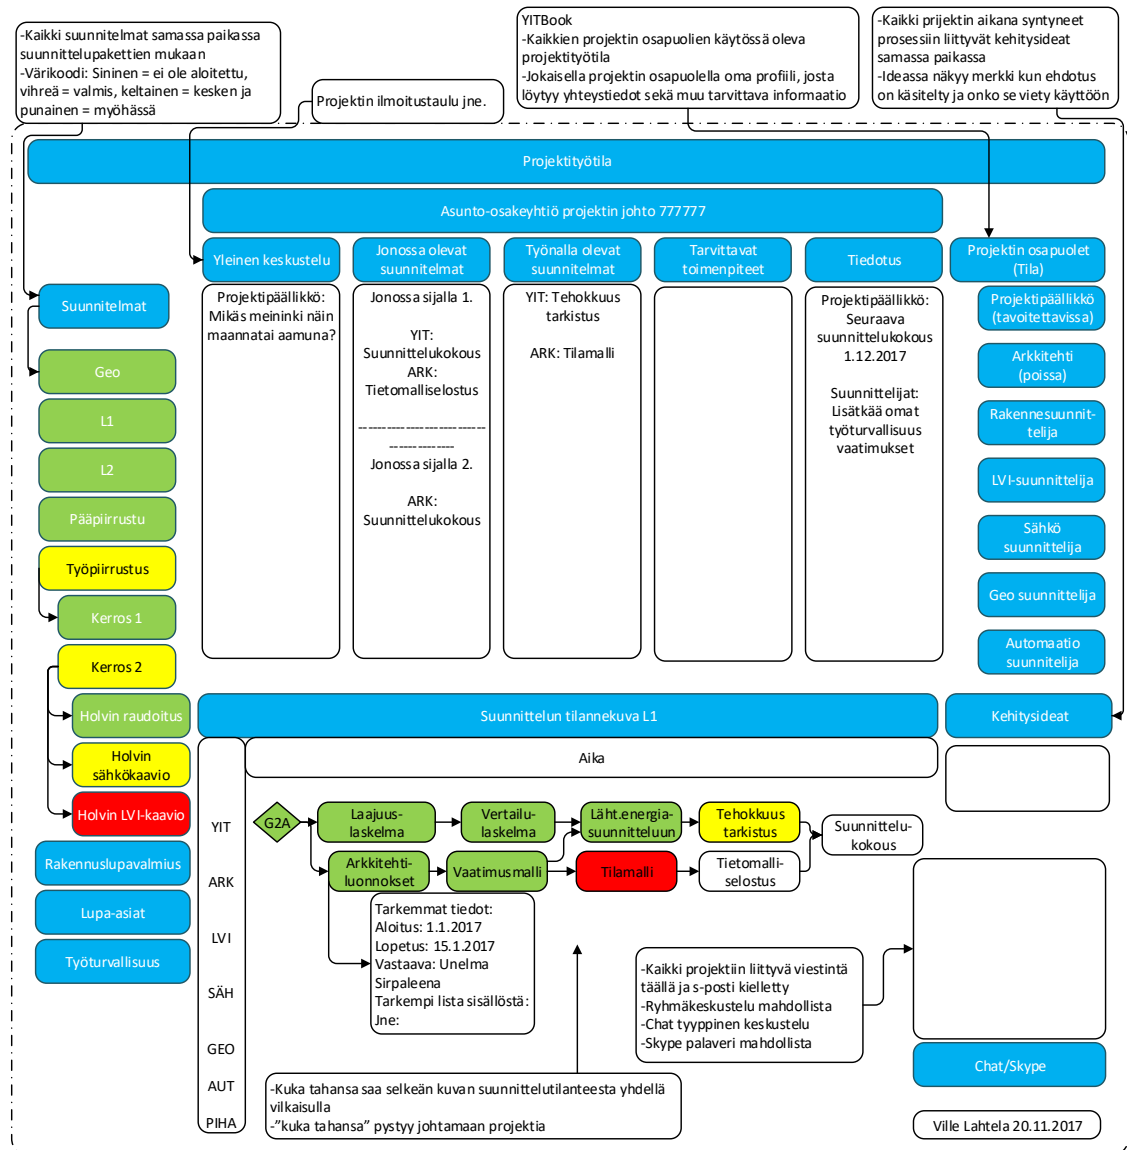 -Kaikki suunnitelmat samassa paikassa
suunnittelupakettien mukaan
-Värikoodi: Sininen = ei ole aloitettu,
vihreä = valmis, keltainen = kesken ja
punainen = myöhässä
Projektin ilmoitustaulu jne.
YITBook
-Kaikkien projektin osapuolien käytössä oleva
projektityötila
-Jokaisella projektin osapuolella oma profiili, josta
löytyy yhteystiedot sekä muu tarvittava informaatio
-Kaikki prijektin aikana syntyneet
prosessiin liittyvät kehitysideat
samassa paikassa
-Ideassa näkyy merkki kun ehdotus
on käsitelty ja onko se viety käyttöön
Projektityötila
Asunto-osakeyhtiö projektin johto 777777
Yleinen keskustelu
Jonossa olevat
suunnitelmat
Työnalla olevat
suunnitelmat
Tarvittavat
toimenpiteet
Tiedotus
Projektin osapuolet
(Tila)
Suunnitelmat
Geo
L1
L2
Pääpiirrustu
Työpiirrustus
Kerros 1
Kerros 2
Holvin raudoitus
Holvin
sähkökaavio
Holvin LVI-kaavio
Rakennuslupavalmius
Lupa-asiat
Työturvallisuus
Projektipäällikkö:
Mikäs meininki näin
maannatai aamuna?
Jonossa sijalla 1.
YIT:
Suunnittelukokous
ARK:
Tietomalliselostus
---------------------------
--------------
Jonossa sijalla 2.
ARK:
Suunnittelukokous
YIT: Tehokkuus
tarkistus
ARK: Tilamalli
Projektipäällikkö:
Seuraava
suunnittelukokous
1.12.2017
Suunnittelijat:
Lisätkää omat
työturvallisuus
vaatimukset
Projektipäällikkö
(tavoitettavissa)
Arkkitehti
(poissa)
Rakennesuunnit-
telija
LVI-suunnittelija
Sähkö
suunnittelija
Geo suunnittelija
Automaatio
suunnitelija
Suunnittelun tilannekuva L1
Kehitysideat
Aika
YIT
ARK
LVI
SÄH
GEO
AUT
PIHA
G2A
Laajuus-
laskelma
Vertailu-
laskelma
Läht.energia-
suunnitteluun
Tehokkuus
tarkistus
Suunnittelu-
kokous
Arkkitehti-
luonnokset
Vaatimusmalli
Tilamalli
Tietomalli-
selostus
Tarkemmat tiedot:
Aloitus: 1.1.2017
Lopetus: 15.1.2017
Vastaava: Unelma
Sirpaleena
Tarkempi lista sisällöstä:
Jne:
-Kaikki projektiin liittyvä viestintä
täällä ja s-posti kielletty
-Ryhmäkeskustelu mahdollista
-Chat tyyppinen keskustelu
-Skype palaveri mahdollista
Chat/Skype
-Kuka tahansa saa selkeän kuvan suunnittelutilanteesta yhdellä
vilkaisulla
-"kuka tahansa" pystyy johtamaan projektia
Ville Lahtela 20.11.2017